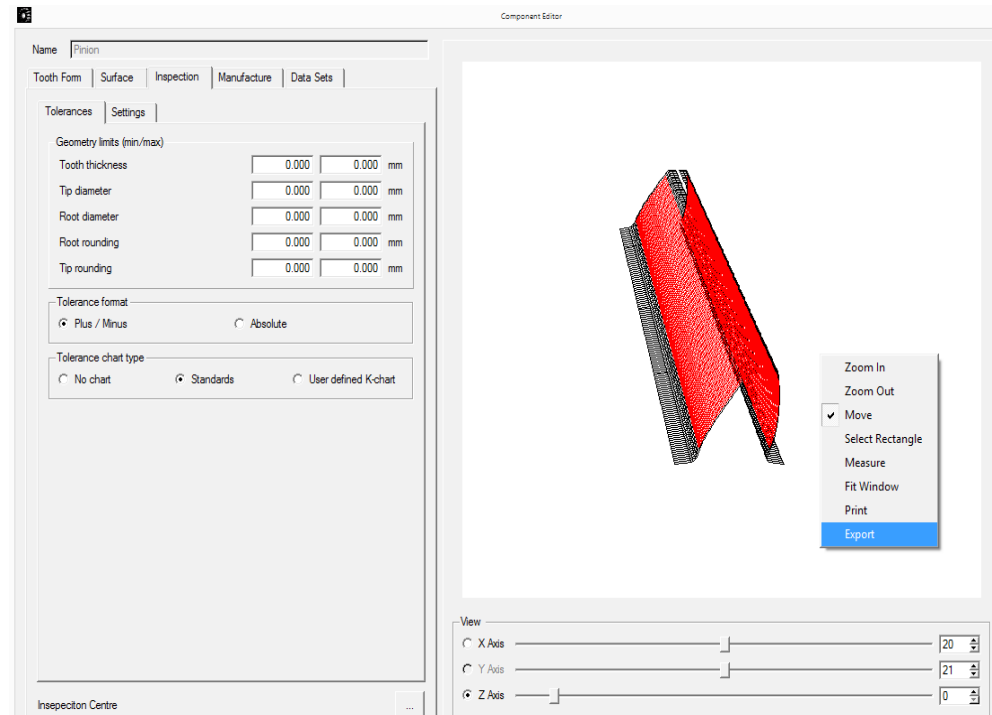 Component Editor
Name Pinion
Tooth Form Surface Inspection Manufacture Data Sets
Tolerances Settings
Geometry limits (min/max)
Tooth thickness 0.000 0.000 mm
Tip diameter 0.000 0.000 mm
Root diameter 0.000 0.000 mm
Root rounding 0.000 0.000 mm
Tip rounding 0.000 0.000 mm
Tolerance format
Plus / Minus Absolute
Tolerance chart type
No chart Standards User defined K-chart
Zoom In
Zoom Out
Move
Select Rectangle
Measure
Fit Window
Print
Export
View
X Axis 20
Y Axis 21
Z Axis 0
Inspeciton Centre ...